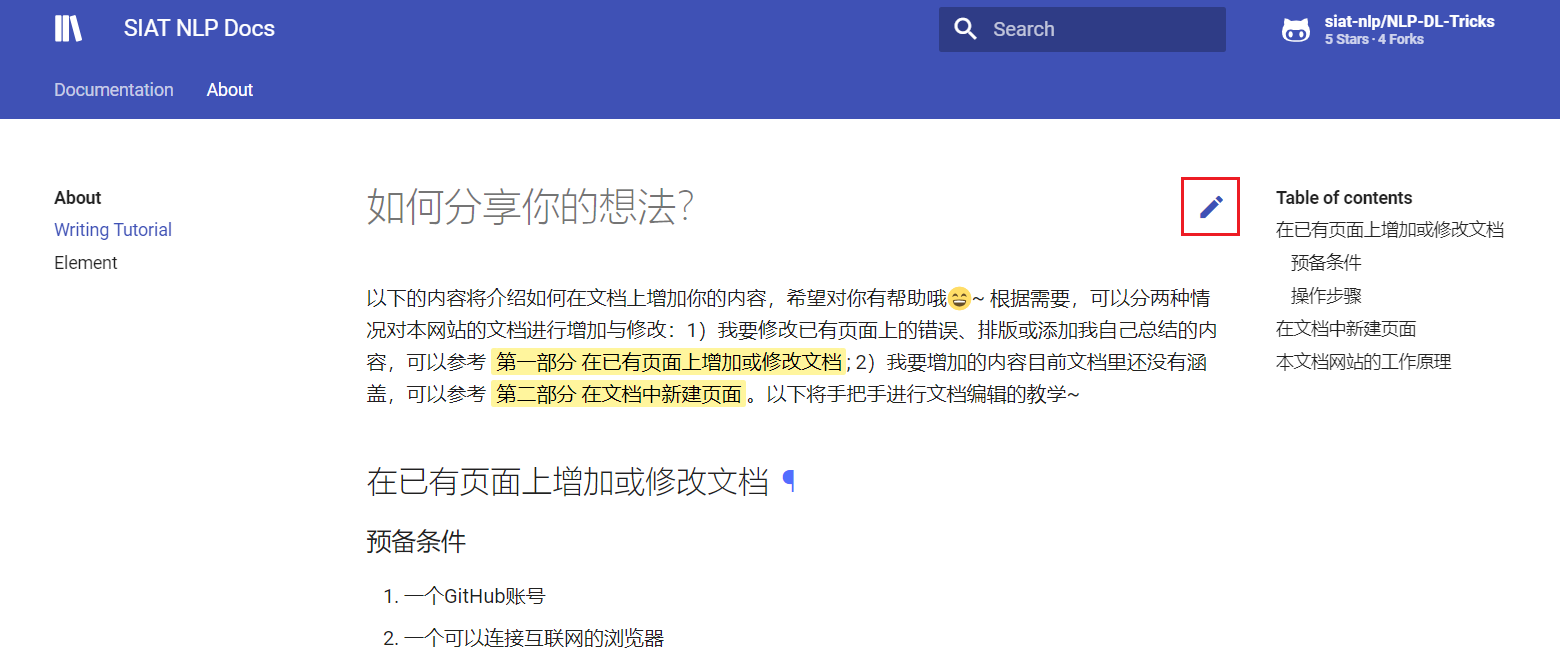 SIAT NLP Docs
Search
siat-nlp/NLP-DL-Tricks
5 Stars · 4 Forks
Documentation
About
About
Writing Tutorial
Element
如何分享你的想法?
以下的内容将介绍如何在文档上增加你的内容，希望对你有帮助哦😄~ 根据需要，可以分两种情
况对本网站的文档进行增加与修改：1）我要修改已有页面上的错误、排版或添加我自己总结的内
容，可以参考 第一部分 在已有页面上增加或修改文档; 2）我要增加的内容目前文档里还没有涵
盖，可以参考 第二部分 在文档中新建页面。以下将手把手进行文档编辑的教学~
在已有页面上增加或修改文档 ¶
预备条件
1. 一个GitHub账号
2. 一个可以连接互联网的浏览器
Table of contents
在已有页面上增加或修改文档
预备条件
操作步骤
在文档中新建页面
本文档网站的工作原理